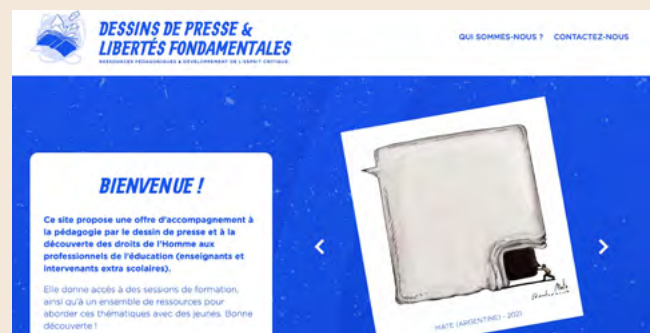 DESSINS DE PRESSE &
LIBERTÉS FONDAMENTALES
RESSOURCES PÉDAGOGIQUES & DÉVELOPPEMENT DE L'ESPRIT CRITIQUE.
QUI SOMMES-NOUS ? CONTACTEZ-NOUS
BIENVENUE !
Ce site propose une offre d'accompagnement à
la pédagogie par le dessin de presse et à la
découverte des droits de l'Homme aux
professionnels de l'éducation (enseignants et
intervenants extra scolaires).
Elle donne accès à des sessions de formation,
ainsi qu'à un ensemble de ressources pour
aborder ces thématiques avec des jeunes. Bonne
découverte !
Mate
MATE (ARGENTINE) - 2021